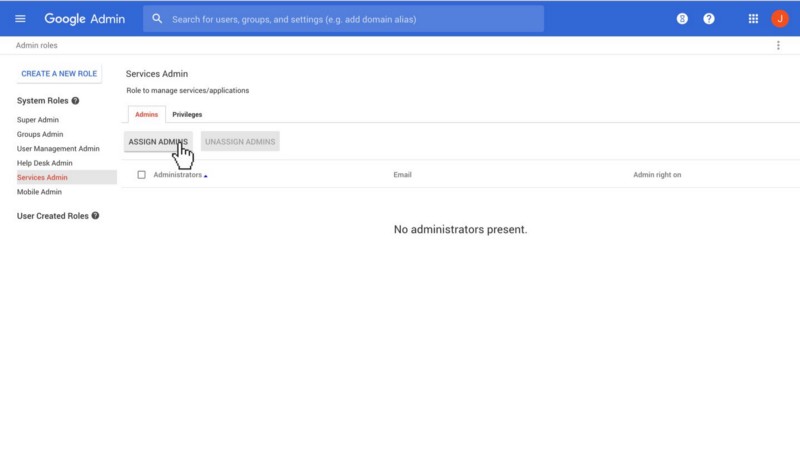 Google Admin
Search for users, groups, and settings (e.g. add domain alias)
8
?
J
Admin roles
CREATE A NEW ROLE
System Roles ?
Super Admin
Groups Admin
User Management Admin
Help Desk Admin
Services Admin
Mobile Admin
User Created Roles ?
Services Admin
Role to manage services/applications
Admins Privileges
ASSIGN ADMINS UNASSIGN ADMINS
Administrators Email Admin right on
No administrators present.